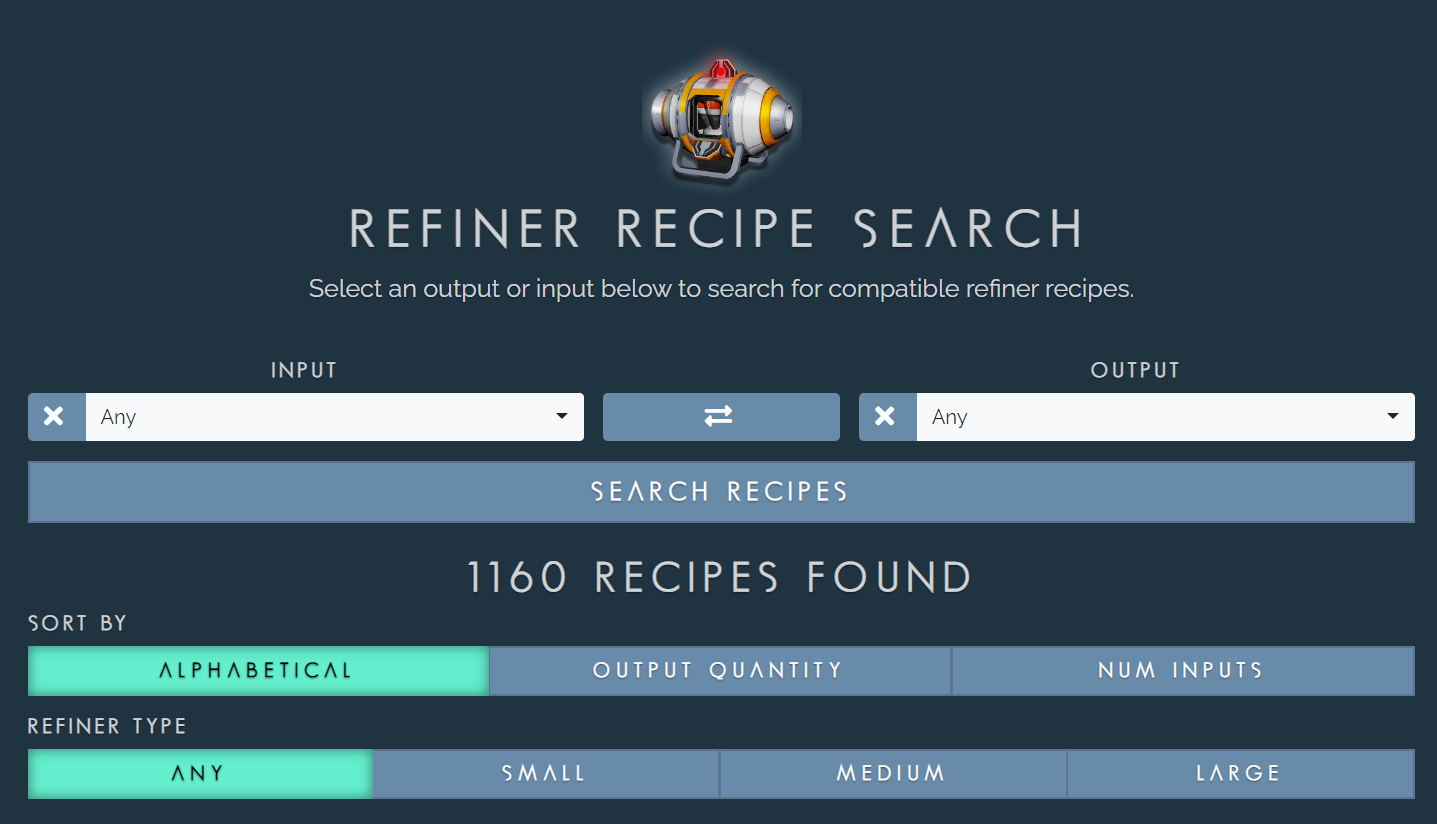 REFINER RECIPE SEARCH
Select an output or input below to search for compatible refiner recipes.
INPUT
OUTPUT
Any
Any
SEARCH RECIPES
1160 RECIPES FOUND
SORT BY
ALPHABETICAL
OUTPUT QUANTITY
NUM INPUTS
REFINER TYPE
ANY
SMALL
MEDIUM
LARGE